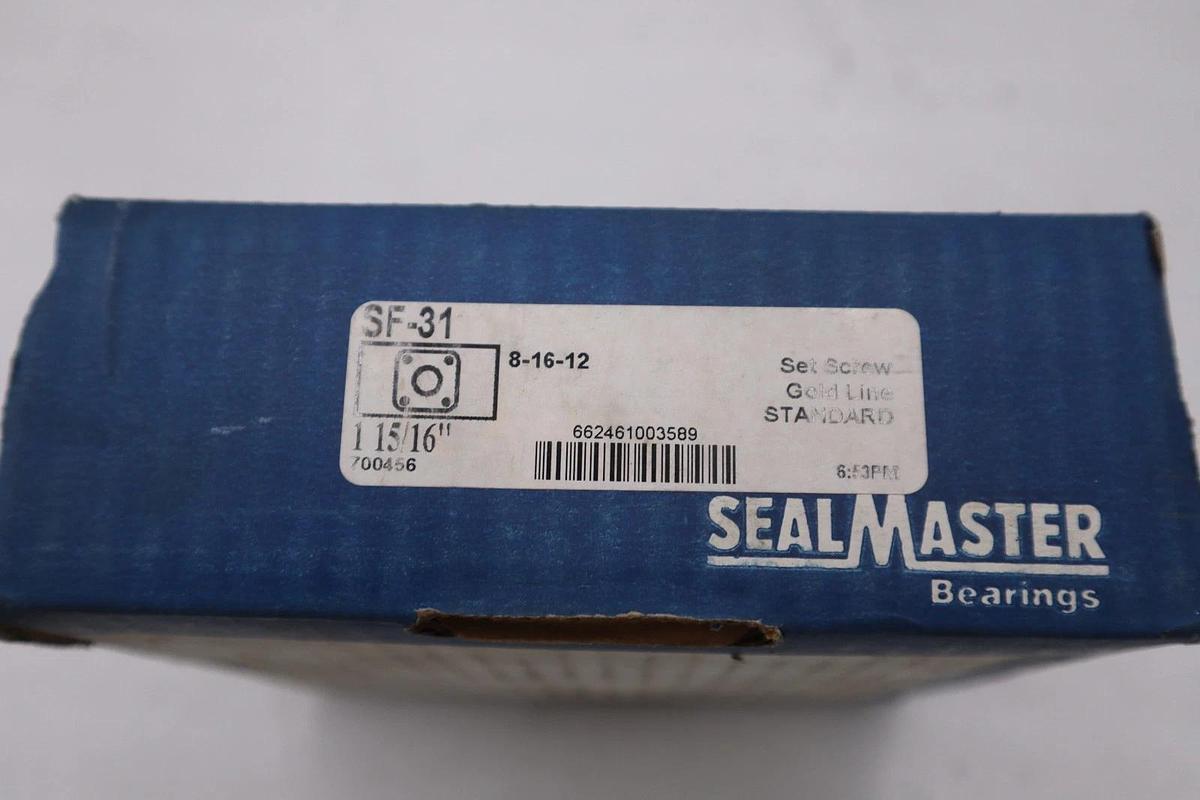 SF-31
8-16-12
Set Screw
Gold Line
STANDARD
1 15/16"
700456
662461003589
6:53PM
SEALMASTER
Bearings